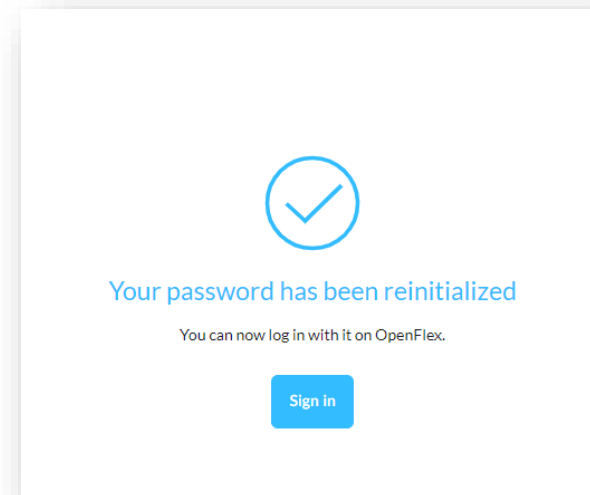 Your password has been reinitialized
You can now log in with it on OpenFlex.
Sign in